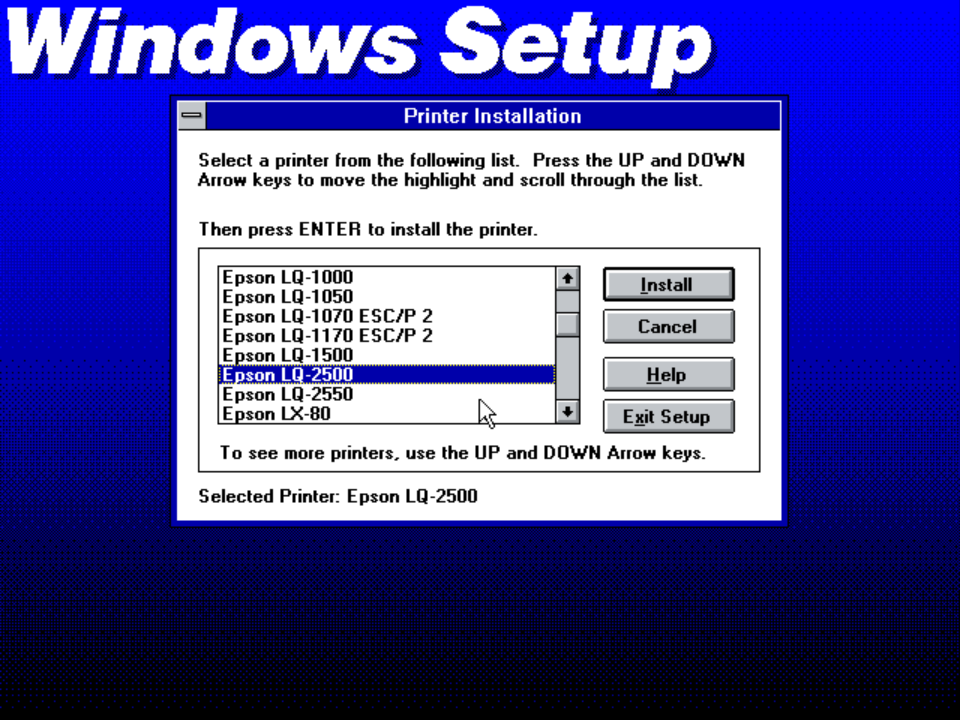 Windows Setup
Printer Installation
Select a printer from the following list. Press the UP and DOWN
Arrow keys to move the highlight and scroll through the list.
Then press ENTER to install the printer.
Epson LQ-1000
Epson LQ-1050
Epson LQ-1070 ESC/P 2
Epson LQ-1170 ESC/P 2
Epson LQ-1500
Epson LQ-2500
Epson LQ-2550
Epson LX-80
Install
Cancel
Help
Exit Setup
To see more printers, use the UP and DOWN Arrow keys.
Selected Printer: Epson LQ-2500